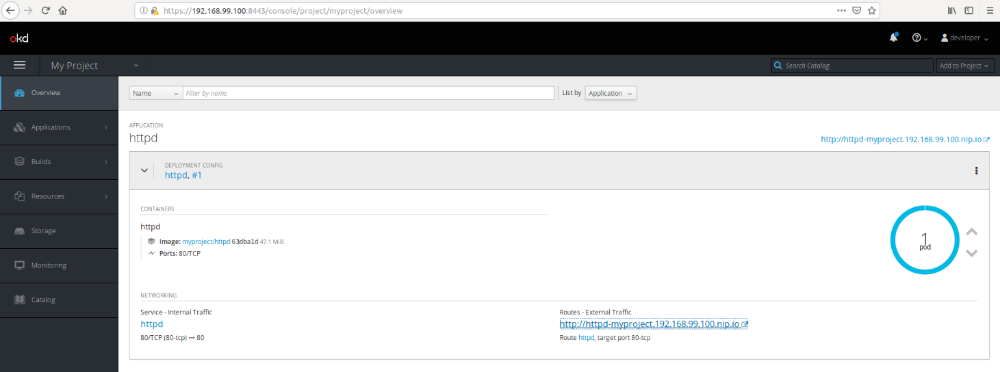 https://192.168.99.100:8443/console/project/myproject/overview
okd
developer
My Project
Search Catalog
Add to Project
Overview
Applications
Builds
Resources
Storage
Monitoring
Catalog
Name
Filter by name
List by
Application
APPLICATION
httpd
http://httpd-myproject.192.168.99.100.nip.io
DEPLOYMENT CONFIG
httpd, #1
CONTAINERS
httpd
Image: myproject/httpd 63dba1d 47.1 MiB
Ports: 80/TCP
1
pod
NETWORKING
Service - Internal Traffic
httpd
80/TCP (80-tcp) → 80
Routes - External Traffic
http://httpd-myproject.192.168.99.100.nip.io
Route httpd, target port 80-tcp